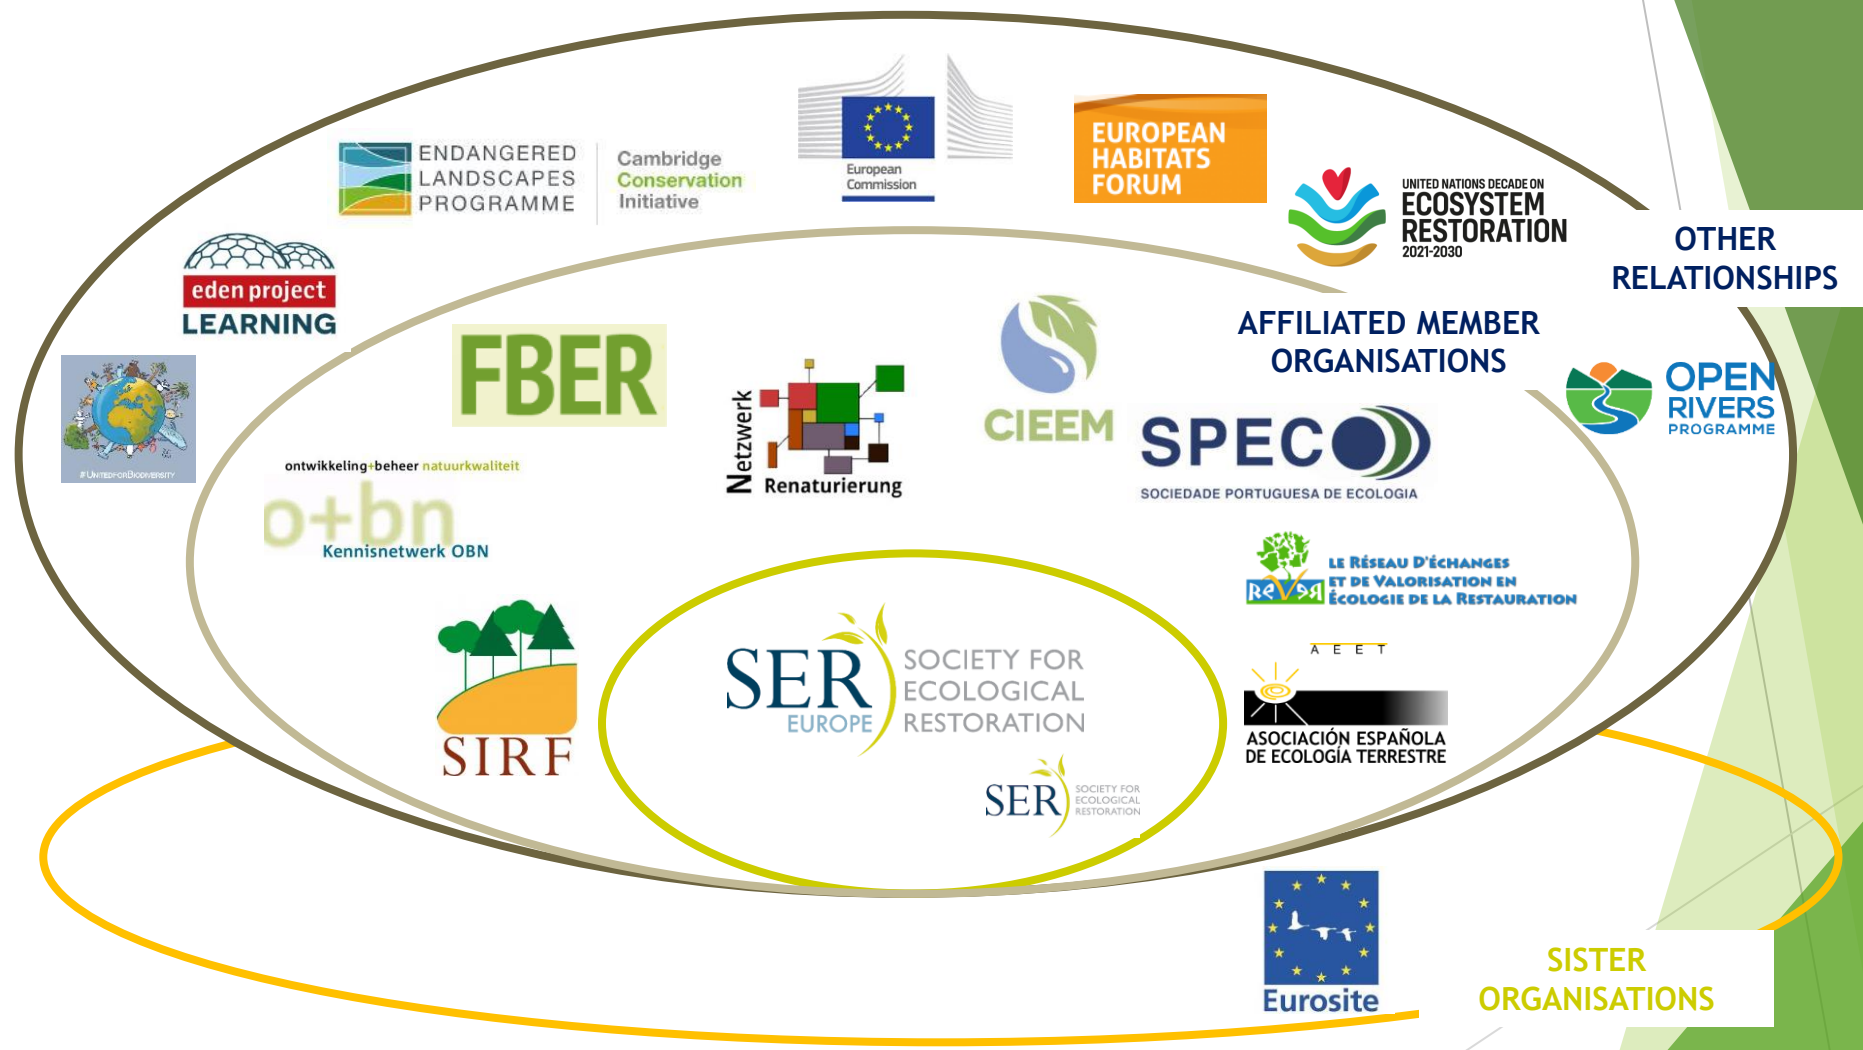 European
Commission
EUROPEAN
HABITATS
FORUM
ENDANGERED
LANDSCAPES
PROGRAMME
Cambridge
Conservation
Initiative
UNITED NATIONS DECADE ON
ECOSYSTEM
RESTORATION
2021-2030
OTHER
RELATIONSHIPS
eden project
LEARNING
#UNITEDFORBIODIVERSITY
FBER
Netzwerk
Renaturierung
CIEEM
AFFILIATED MEMBER
ORGANISATIONS
OPEN
RIVERS
PROGRAMME
SPECO
SOCIEDADE PORTUGUESA DE ECOLOGIA
ontwikkeling+beheer natuurkwaliteit
o+bn
Kennisnetwerk OBN
ReVeR
LE RÉSEAU D'ÉCHANGES
ET DE VALORISATION EN
ÉCOLOGIE DE LA RESTAURATION
SIRF
SER
EUROPE
SOCIETY FOR
ECOLOGICAL
RESTORATION
AEET
ASOCIACIÓN ESPAÑOLA
DE ECOLOGÍA TERRESTRE
SER
SOCIETY FOR
ECOLOGICAL
RESTORATION
Eurosite
SISTER
ORGANISATIONS